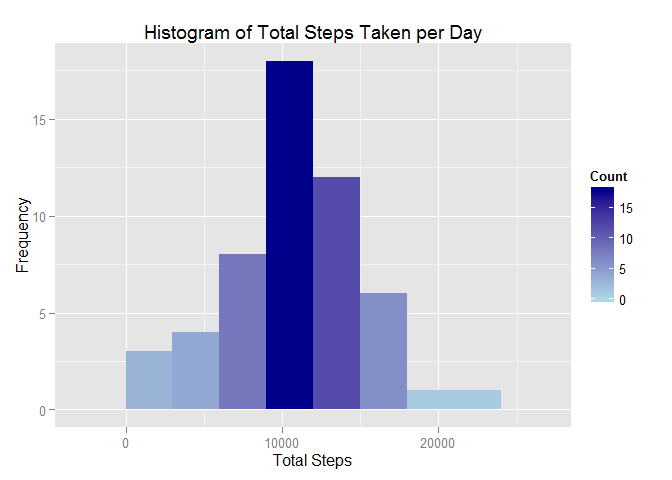 Histogram of Total Steps Taken per Day
Frequency
15
10
5
0
0 10000 20000
Total Steps
Count
15
10
5
0